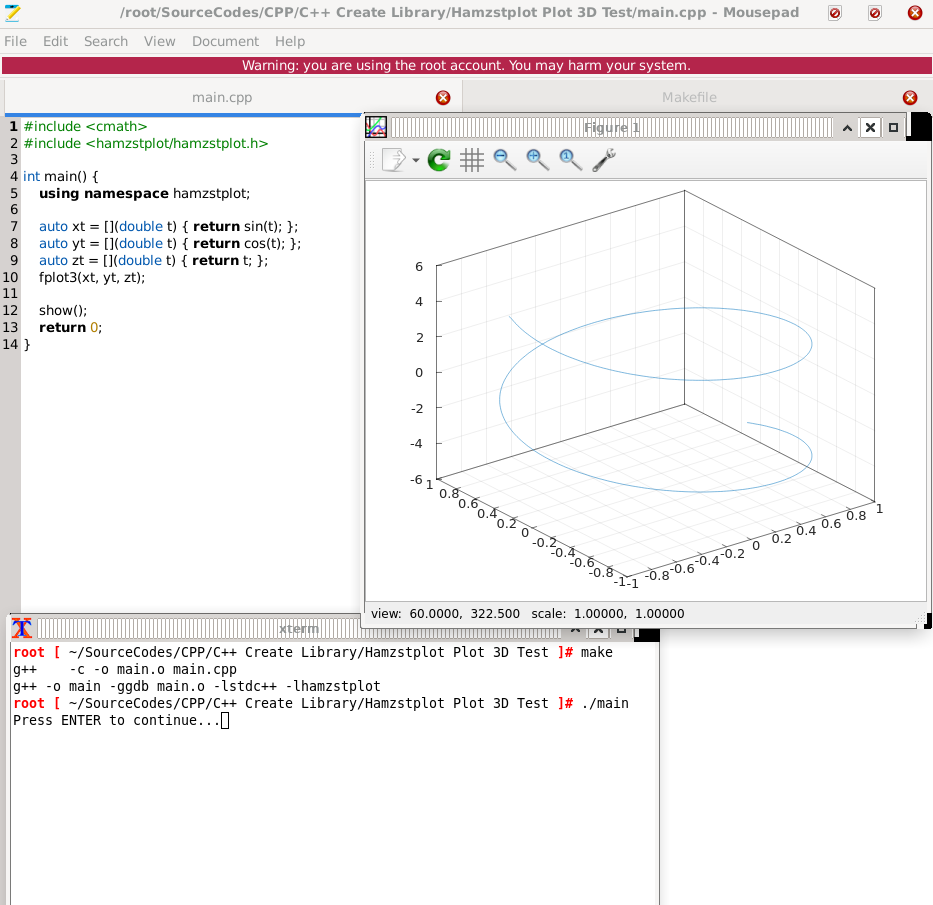 /root/SourceCodes/CPP/C++ Create Library/Hamzstplot Plot 3D Test/main.cpp - Mousepad
File Edit Search View Document Help
Warning: you are using the root account. You may harm your system.
main.cpp Makefile
1 #include <cmath>
2 #include <hamzstplot/hamzstplot.h>
3
4 int main() {
5 using namespace hamzstplot;
6
7 auto xt = [](double t) { return sin(t); };
8 auto yt = [](double t) { return cos(t); };
9 auto zt = [](double t) { return t; };
10 fplot3(xt, yt, zt);
11
12 show();
13 return 0;
14 }
Figure 1
6
4
2
0
-2
-4
-6
1
0.8
0.6
0.4
0.2
0
-0.2
-0.4
-0.6
-0.8
-1
-1
-0.8
-0.6
-0.4
-0.2
0
0.2
0.4
0.6
0.8
1
view: 60.0000, 322.500 scale: 1.00000, 1.00000
xterm
root [ ~/SourceCodes/CPP/C++ Create Library/Hamzstplot Plot 3D Test ]# make
g++ -c -o main.o main.cpp
g++ -o main -ggdb main.o -lstdc++ -lhamzstplot
root [ ~/SourceCodes/CPP/C++ Create Library/Hamzstplot Plot 3D Test ]# ./main
Press ENTER to continue...